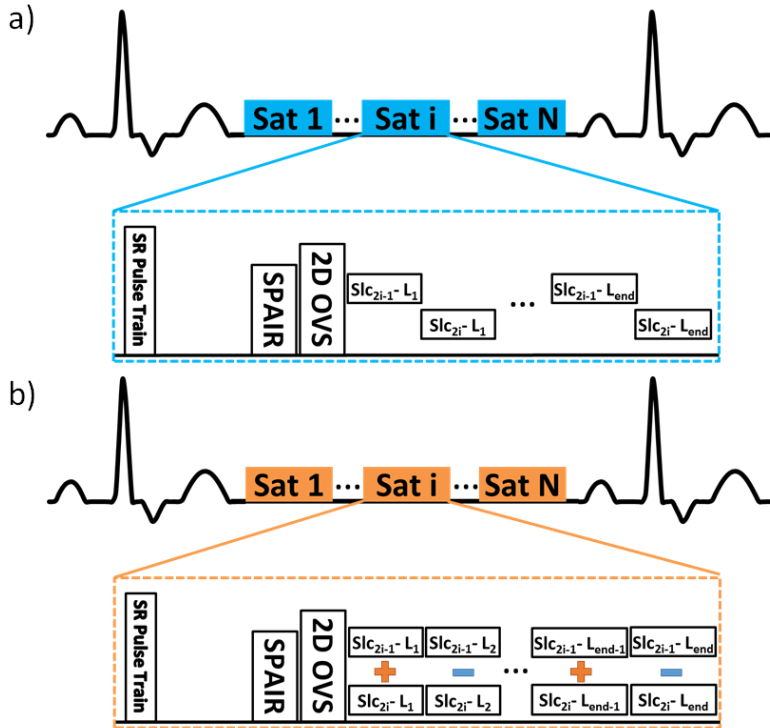 a)
Sat 1 ... Sat i ... Sat N
SR Pulse Train
SPAIR
2D OVS
Slc2i-1- L1
Slc2i- L1
...
Slc2i-1- Lend
Slc2i- Lend
b)
Sat 1 ... Sat i ... Sat N
SR Pulse Train
SPAIR
2D OVS
Slc2i-1- L1 Slc2i-1- L2 ... Slc2i-1- Lend-1 Slc2i-1- Lend
+ − + −
Slc2i- L1 Slc2i- L2 Slc2i- Lend-1 Slc2i- Lend